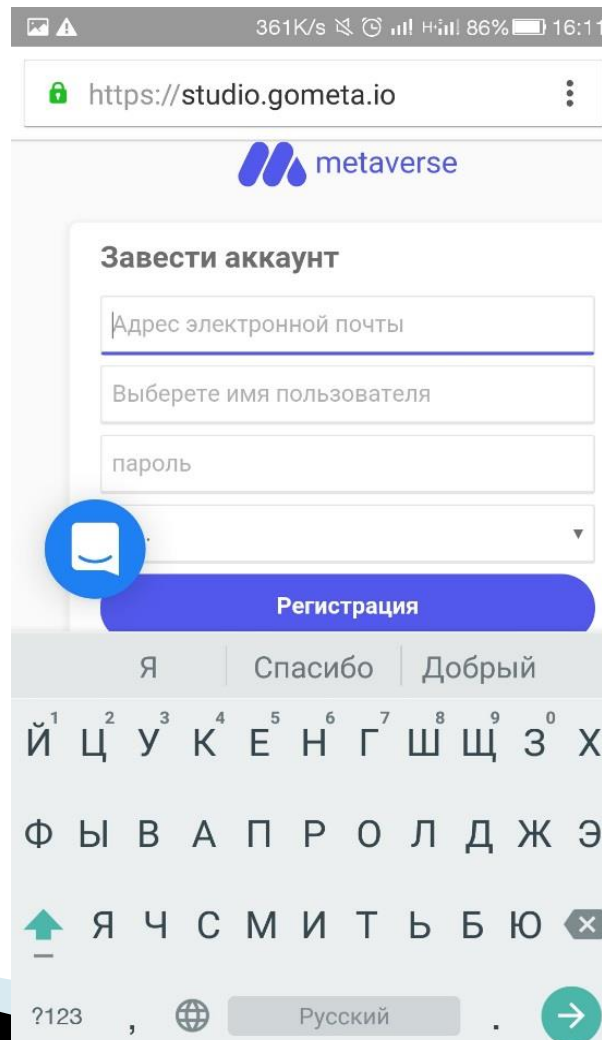 361K/s H 86% 16:11
https://studio.gometa.io
metaverse
Завести аккаунт
Адрес электронной почты
Выберете имя пользователя
пароль
.
Регистрация
Я Спасибо Добрый
1 2 3 4 5 6 7 8 9 0
Й Ц У К Е Н Г Ш Щ З Х
Ф Ы В А П Р О Л Д Ж Э
Я Ч С М И Т Ь Б Ю
?123 , Русский .